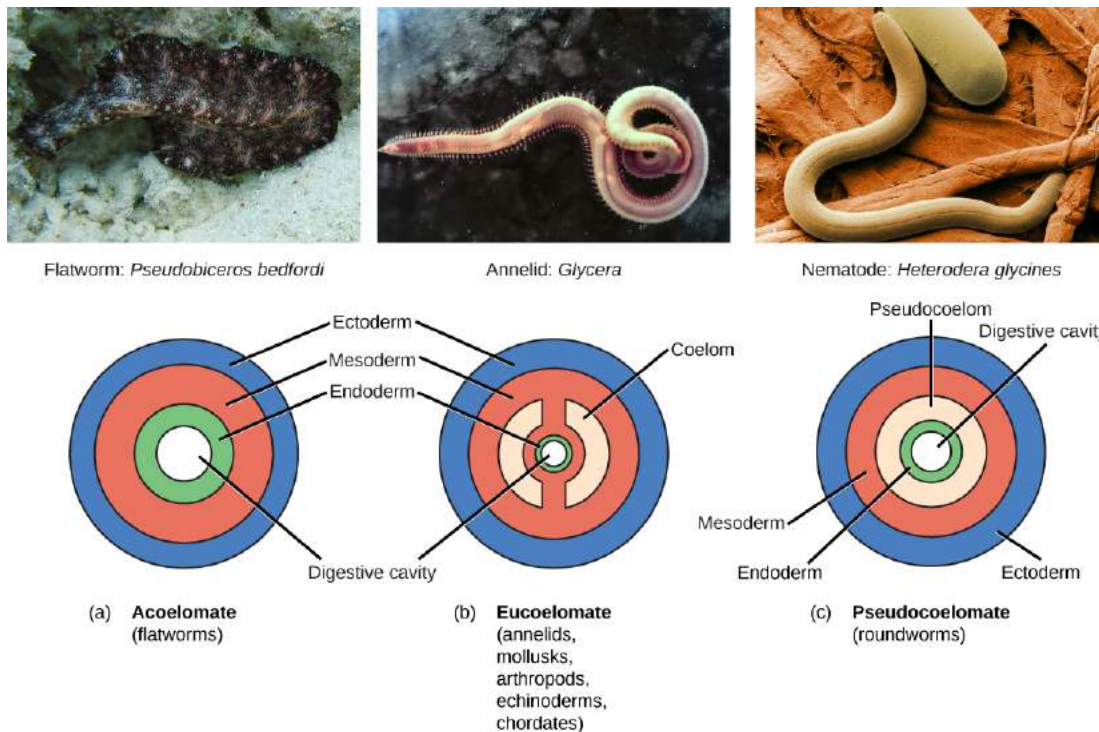 Flatworm: Pseudobiceros bedfordi
Annelid: Glycera
Nematode: Heterodera glycines
Ectoderm
Mesoderm
Endoderm
Digestive cavity
Coelom
Pseudocoelom
Digestive cavity
Mesoderm
Endoderm
Ectoderm
(a) Acoelomate
(flatworms)
(b) Eucoelomate
(annelids,
mollusks,
arthropods,
echinoderms,
chordates)
(c) Pseudocoelomate
(roundworms)